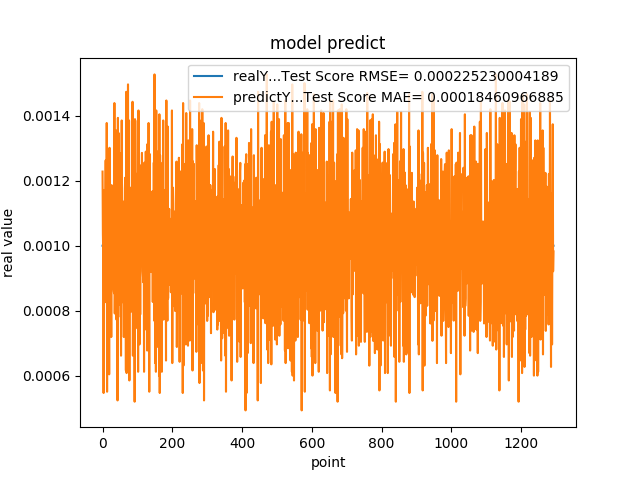 model predict
realY...Test Score RMSE= 0.000225230004189
predictY...Test Score MAE= 0.00018460966885
0.0014
0.0012
0.0010
0.0008
0.0006
real value
0 200 400 600 800 1000 1200
point